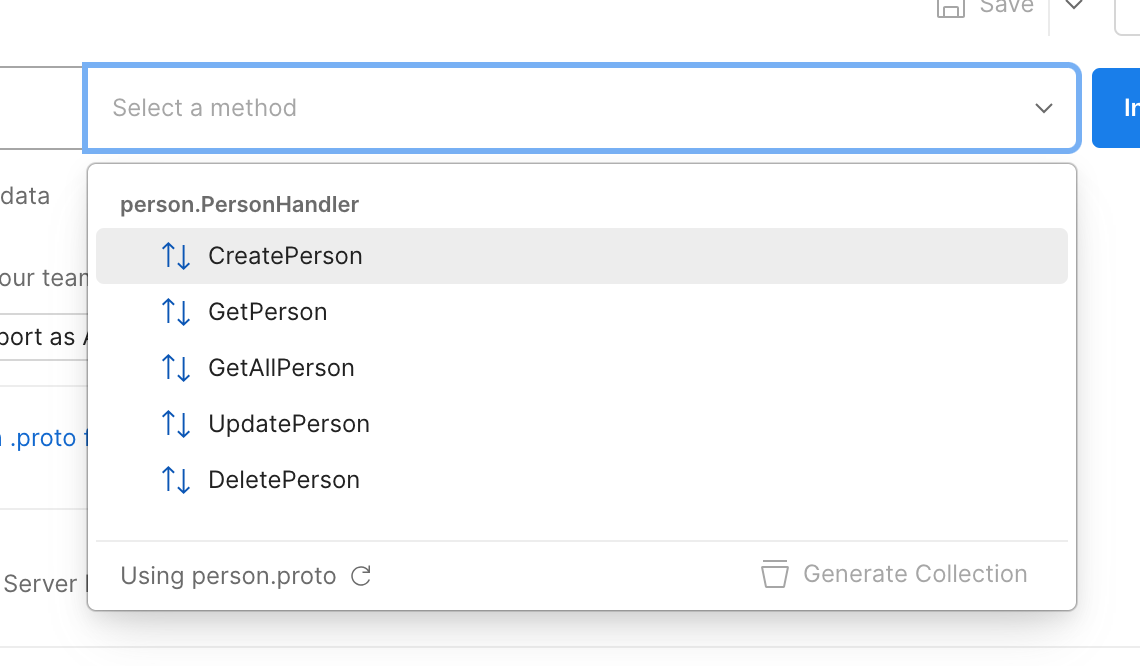 Save
Select a method
In
data
person.PersonHandler
CreatePerson
our team
GetPerson
port as
GetAllPerson
UpdatePerson
.proto f
DeletePerson
Using person.proto
Generate Collection
Server